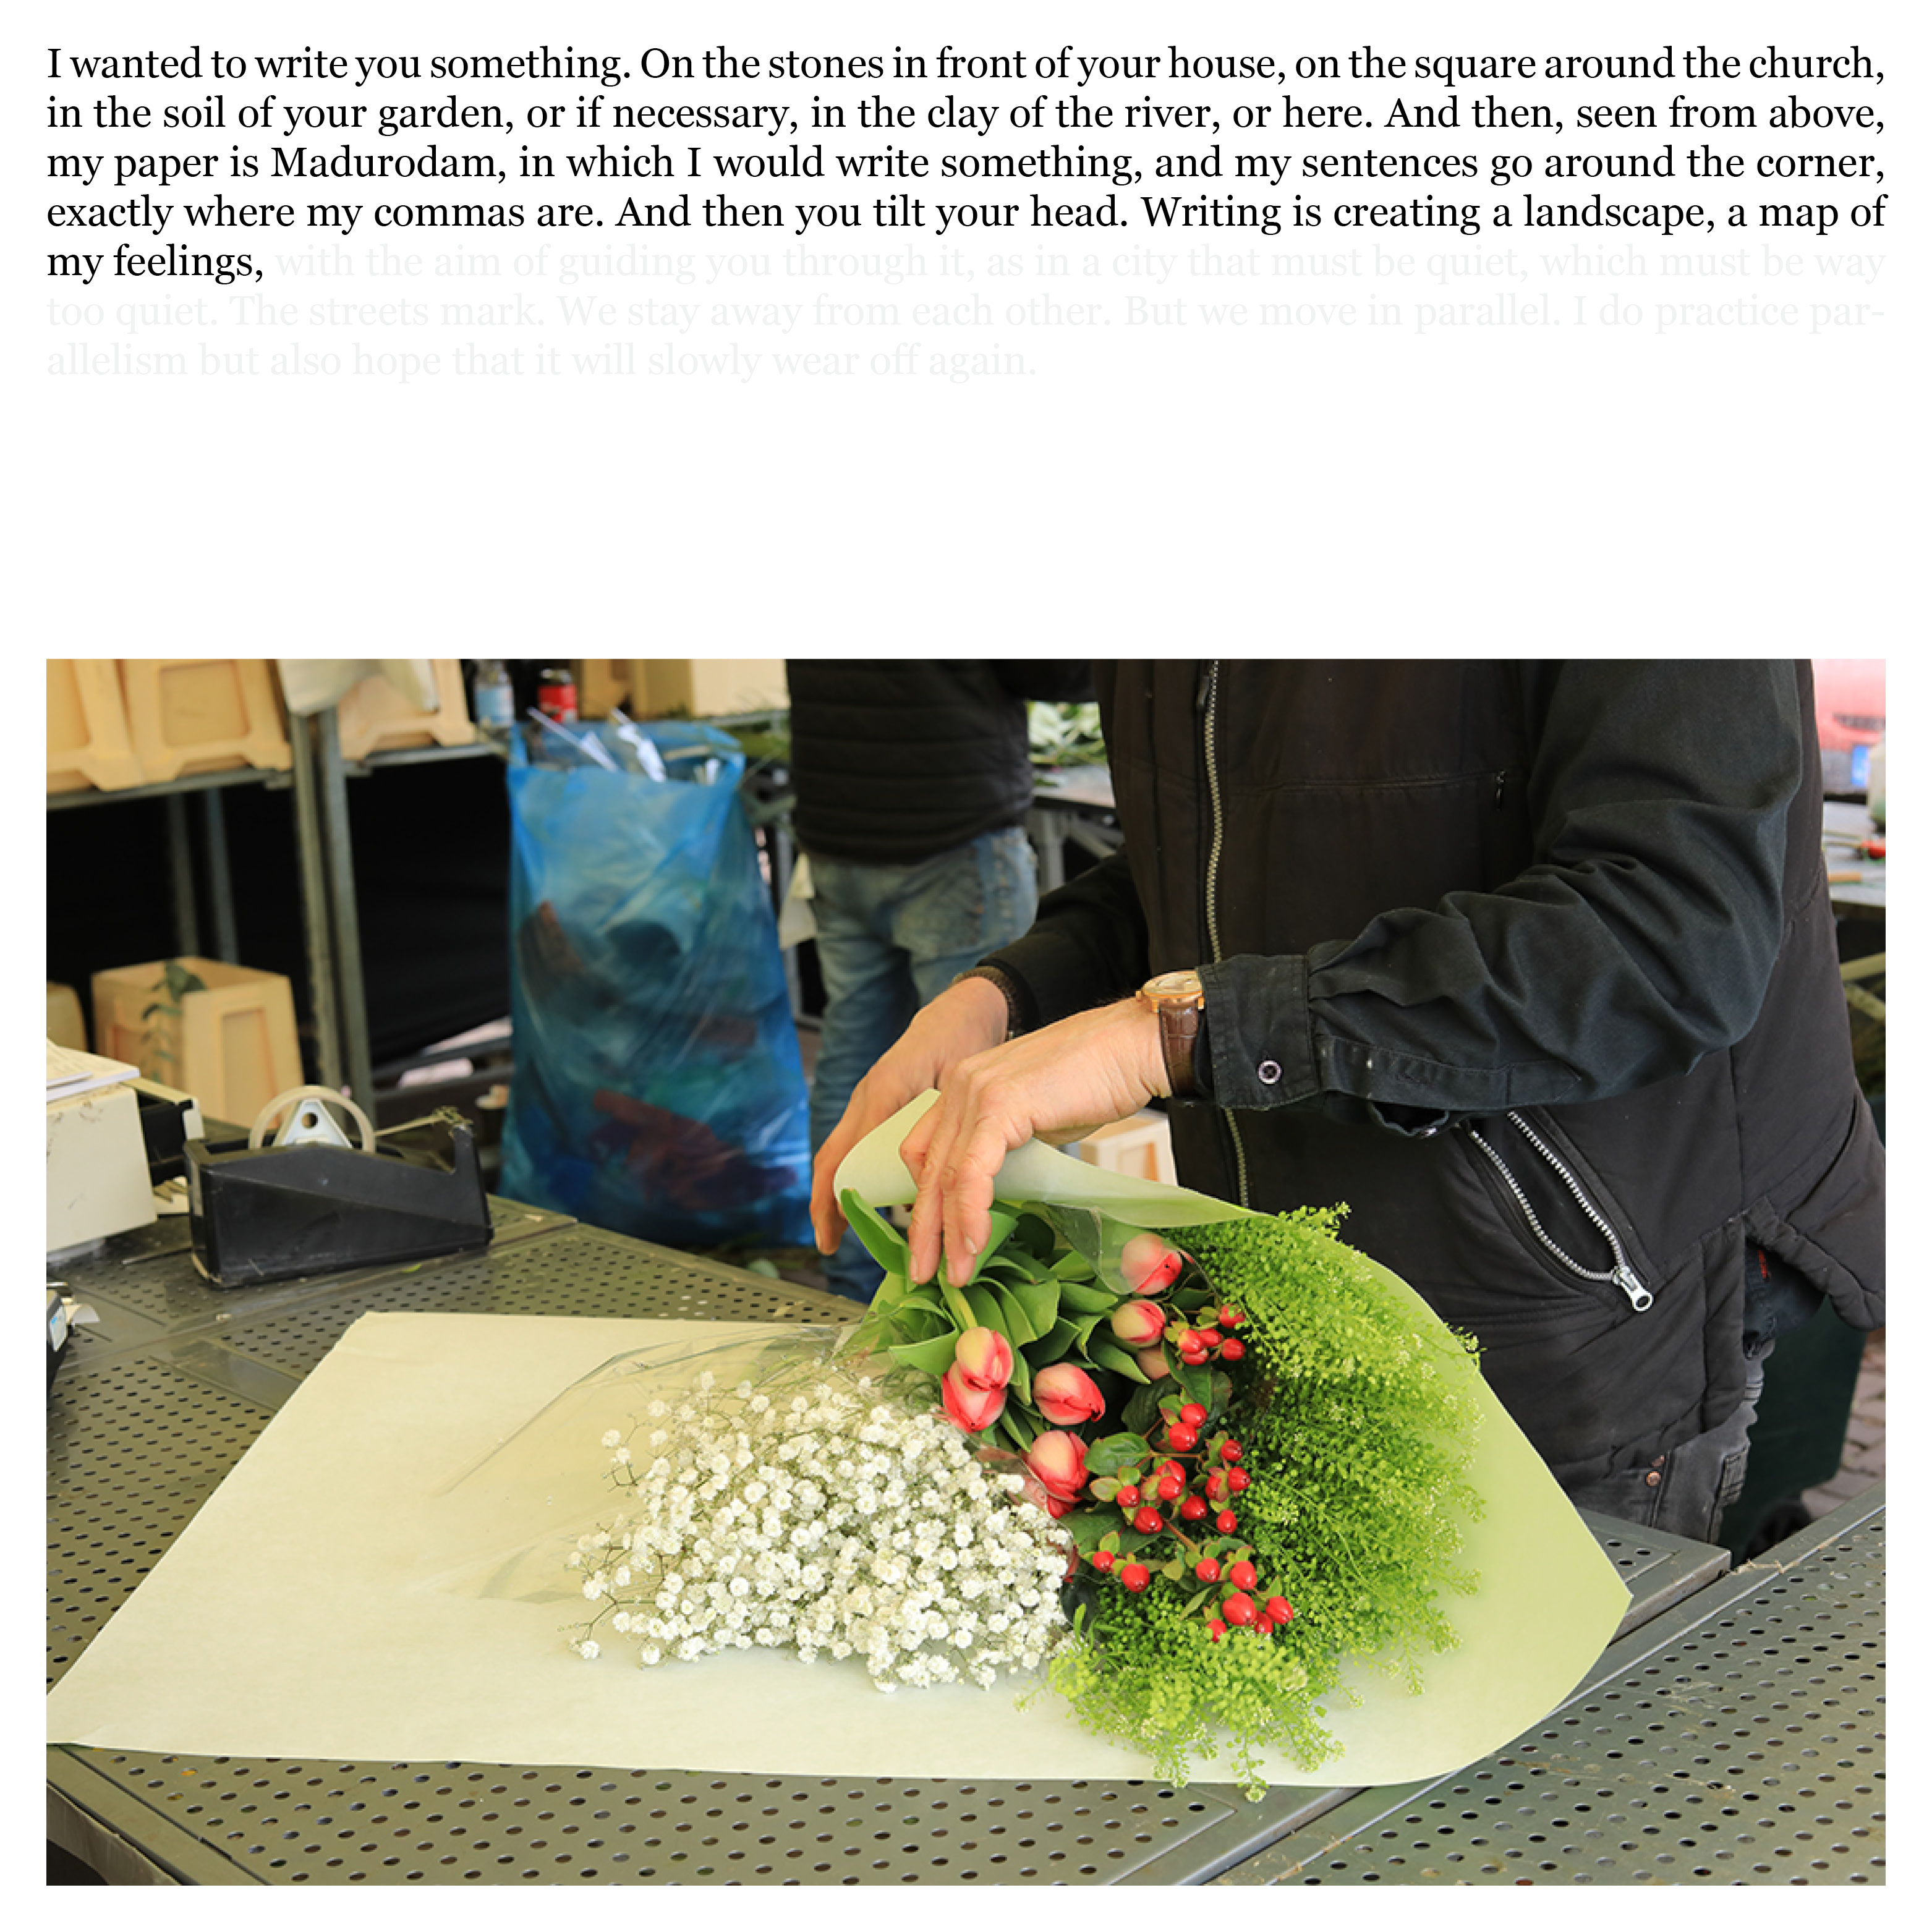 I wanted to write you something. On the stones in front of your house, on the square around the church,
in the soil of your garden, or if necessary, in the clay of the river, or here. And then, seen from above,
my paper is Madurodam, in which I would write something, and my sentences go around the corner,
exactly where my commas are. And then you tilt your head. Writing is creating a landscape, a map of
my feelings, with the aim of guiding you through it, as in a city that must be quiet, which must be way
too quiet. The streets mark. We stay away from each other. But we move in parallel. I do practice par-
allelism but also hope that it will slowly wear off again.